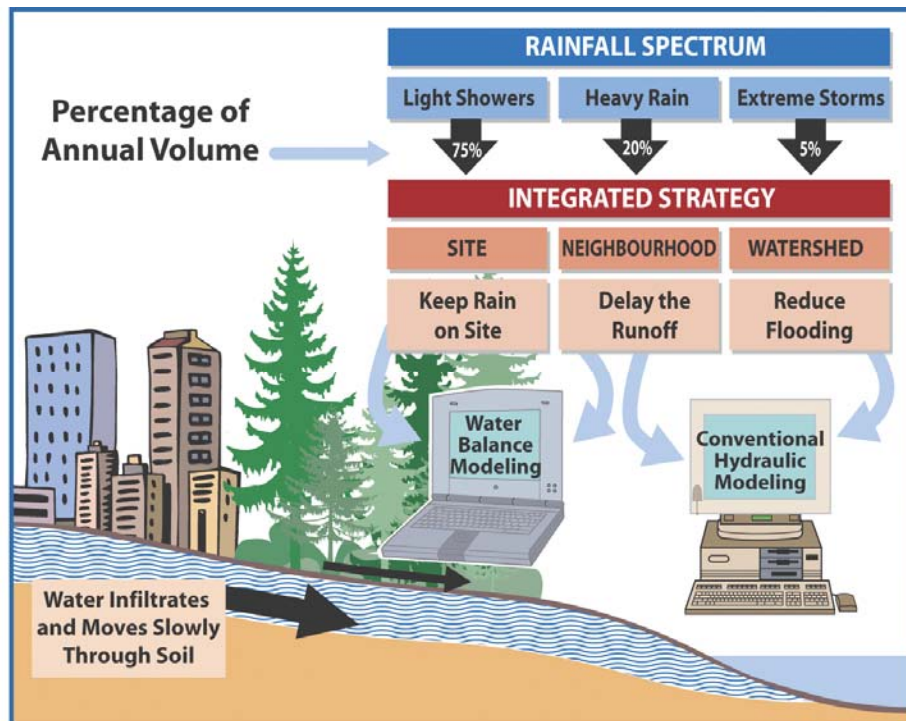 RAINFALL SPECTRUM
Percentage of
Annual Volume
Light Showers
Heavy Rain
Extreme Storms
75%
20%
5%
INTEGRATED STRATEGY
SITE
NEIGHBOURHOOD
WATERSHED
Keep Rain
on Site
Delay the
Runoff
Reduce
Flooding
Water
Balance
Modeling
Conventional
Hydraulic
Modeling
Water Infiltrates
and Moves Slowly
Through Soil